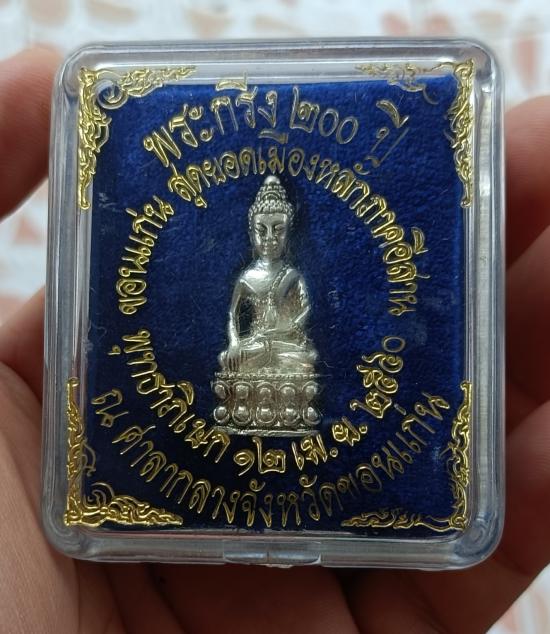 พระกริ่ง ๒๐๐ ปี
ขอนแก่น สุดยอดเมืองหลักภาคอีสาน
พุทธาภิเษก ๑๒ เม.ย. ๒๕๔๐
ณ ศาลากลางจังหวัดขอนแก่น